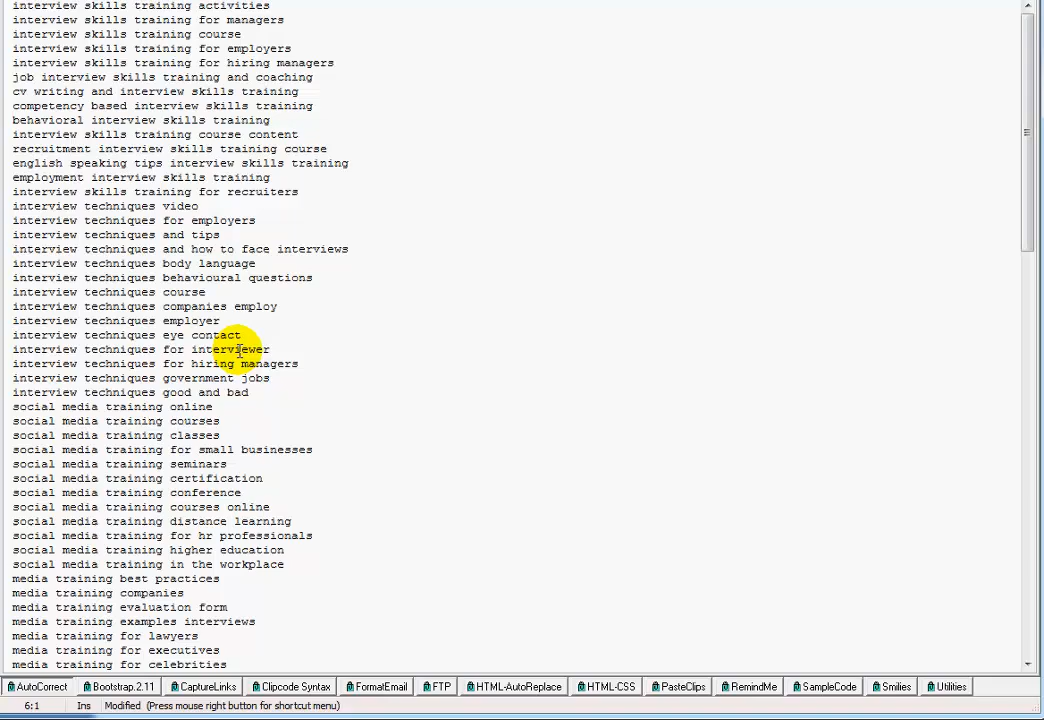 interview skills training activities
interview skills training for managers
interview skills training course
interview skills training for employers
interview skills training for hiring managers
job interview skills training and coaching
cv writing and interview skills training
competency based interview skills training
behavioral interview skills training
interview skills training course content
recruitment interview skills training course
english speaking tips interview skills training
employment interview skills training
interview skills training for recruiters
interview techniques video
interview techniques for employers
interview techniques and tips
interview techniques and how to face interviews
interview techniques body language
interview techniques behavioural questions
interview techniques course
interview techniques companies employ
interview techniques employer
interview techniques eye contact
interview techniques for interviewer
interview techniques for hiring managers
interview techniques government jobs
interview techniques good and bad
social media training online
social media training courses
social media training classes
social media training for small businesses
social media training seminars
social media training certification
social media training conference
social media training courses online
social media training distance learning
social media training for hr professionals
social media training higher education
social media training in the workplace
media training best practices
media training companies
media training evaluation form
media training examples interviews
media training for lawyers
media training for executives
media training for celebrities
AutoCorrect Bootstrap.2.11 CaptureLinks Clipcode Syntax FormatEmail FTP HTML-AutoReplace HTML-CSS PasteClips RemindMe SampleCode Smilies Utilities
6:1 Ins Modified (Press mouse right button for shortcut menu)